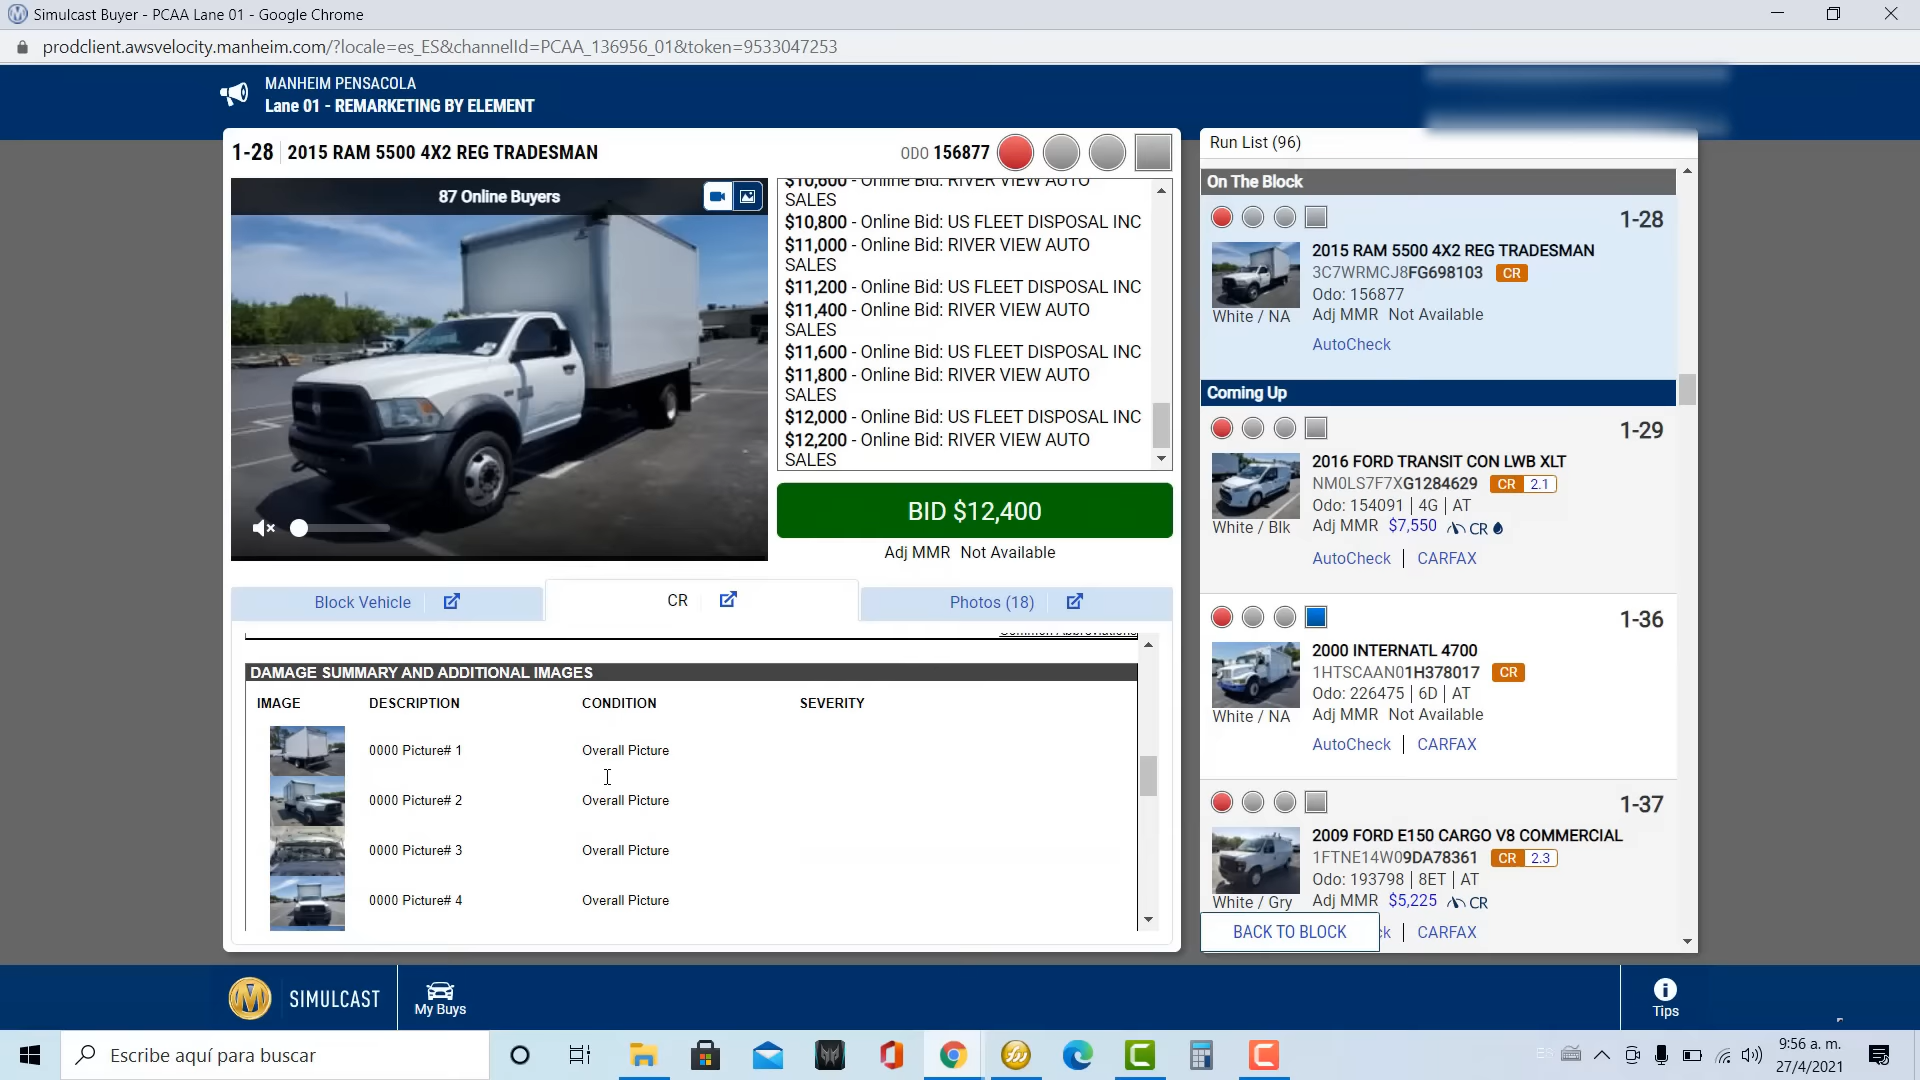 Simulcast Buyer - PCAA Lane 01 - Google Chrome
prodclient.awsvelocity.manheim.com/?locale=es_ES&channelId=PCAA_136956_01&token=9533047253
MANHEIM PENSACOLA
Lane 01 - REMARKETING BY ELEMENT
1-28 2015 RAM 5500 4X2 REG TRADESMAN
ODO 156877
87 Online Buyers
$10,600 - Online Bid: RIVER VIEW AUTO
SALES
$10,800 - Online Bid: US FLEET DISPOSAL INC
$11,000 - Online Bid: RIVER VIEW AUTO
SALES
$11,200 - Online Bid: US FLEET DISPOSAL INC
$11,400 - Online Bid: RIVER VIEW AUTO
SALES
$11,600 - Online Bid: US FLEET DISPOSAL INC
$11,800 - Online Bid: RIVER VIEW AUTO
SALES
$12,000 - Online Bid: US FLEET DISPOSAL INC
$12,200 - Online Bid: RIVER VIEW AUTO
SALES
BID $12,400
Adj MMR Not Available
Block Vehicle
CR
Photos (18)
Common Abbreviations
DAMAGE SUMMARY AND ADDITIONAL IMAGES
IMAGE DESCRIPTION CONDITION SEVERITY
0000 Picture# 1 Overall Picture
0000 Picture# 2 Overall Picture
0000 Picture# 3 Overall Picture
0000 Picture# 4 Overall Picture
Run List (96)
On The Block
1-28
2015 RAM 5500 4X2 REG TRADESMAN
3C7WRMCJ8FG698103 CR
Odo: 156877
White / NA
Adj MMR Not Available
AutoCheck
Coming Up
1-29
2016 FORD TRANSIT CON LWB XLT
NM0LS7F7XG1284629 CR 2.1
Odo: 154091 | 4G | AT
White / Blk
Adj MMR $7,550 CR
AutoCheck | CARFAX
1-36
2000 INTERNATL 4700
1HTSCAAN01H378017 CR
Odo: 226475 | 6D | AT
White / NA
Adj MMR Not Available
AutoCheck | CARFAX
1-37
2009 FORD E150 CARGO V8 COMMERCIAL
1FTNE14W09DA78361 CR 2.3
Odo: 193798 | 8ET | AT
White / Gry
Adj MMR $5,225 CR
BACK TO BLOCK
ck | CARFAX
SIMULCAST
My Buys
Tips
Escribe aquí para buscar
9:56 a. m.
27/4/2021